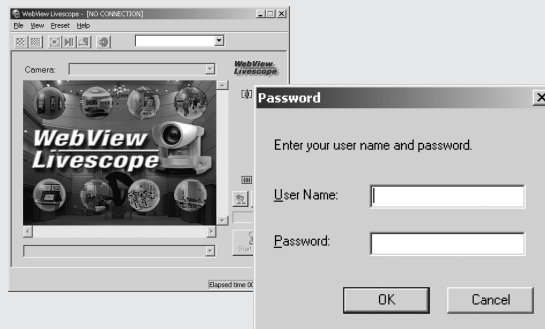 WebView Livescope - [NO CONNECTION]
File View Preset Help
Camera:
WebView
Livescope
WebView
Livescope
Elapsed time 00
Password
Enter your user name and password.
User Name:
Password:
OK
Cancel